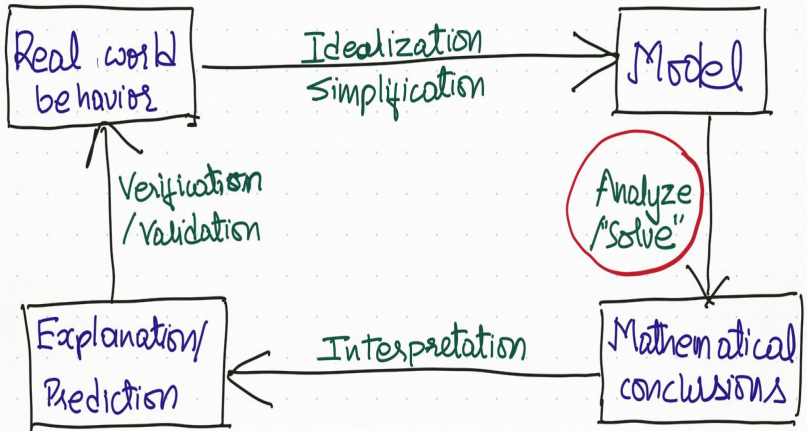 Real world
behavior
Idealization
Simplification
Model
Analyze
/"Solve"
Mathematical
conclusions
Interpretation
Explanation/
Prediction
Verification
/Validation